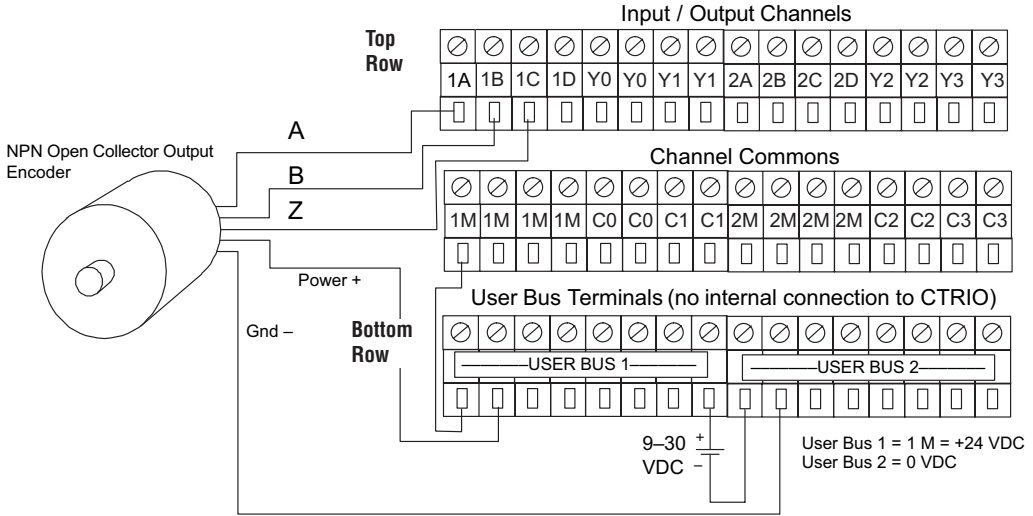 Input / Output Channels
Top
Row
1A 1B 1C 1D Y0 Y0 Y1 Y1 2A 2B 2C 2D Y2 Y2 Y3 Y3
A
NPN Open Collector Output
Encoder
B
Z
Channel Commons
1M 1M 1M 1M C0 C0 C1 C1 2M 2M 2M 2M C2 C2 C3 C3
Power +
User Bus Terminals (no internal connection to CTRIO)
Gnd –
Bottom
Row
USER BUS 1
USER BUS 2
9–30
VDC
+
–
User Bus 1 = 1 M = +24 VDC
User Bus 2 = 0 VDC